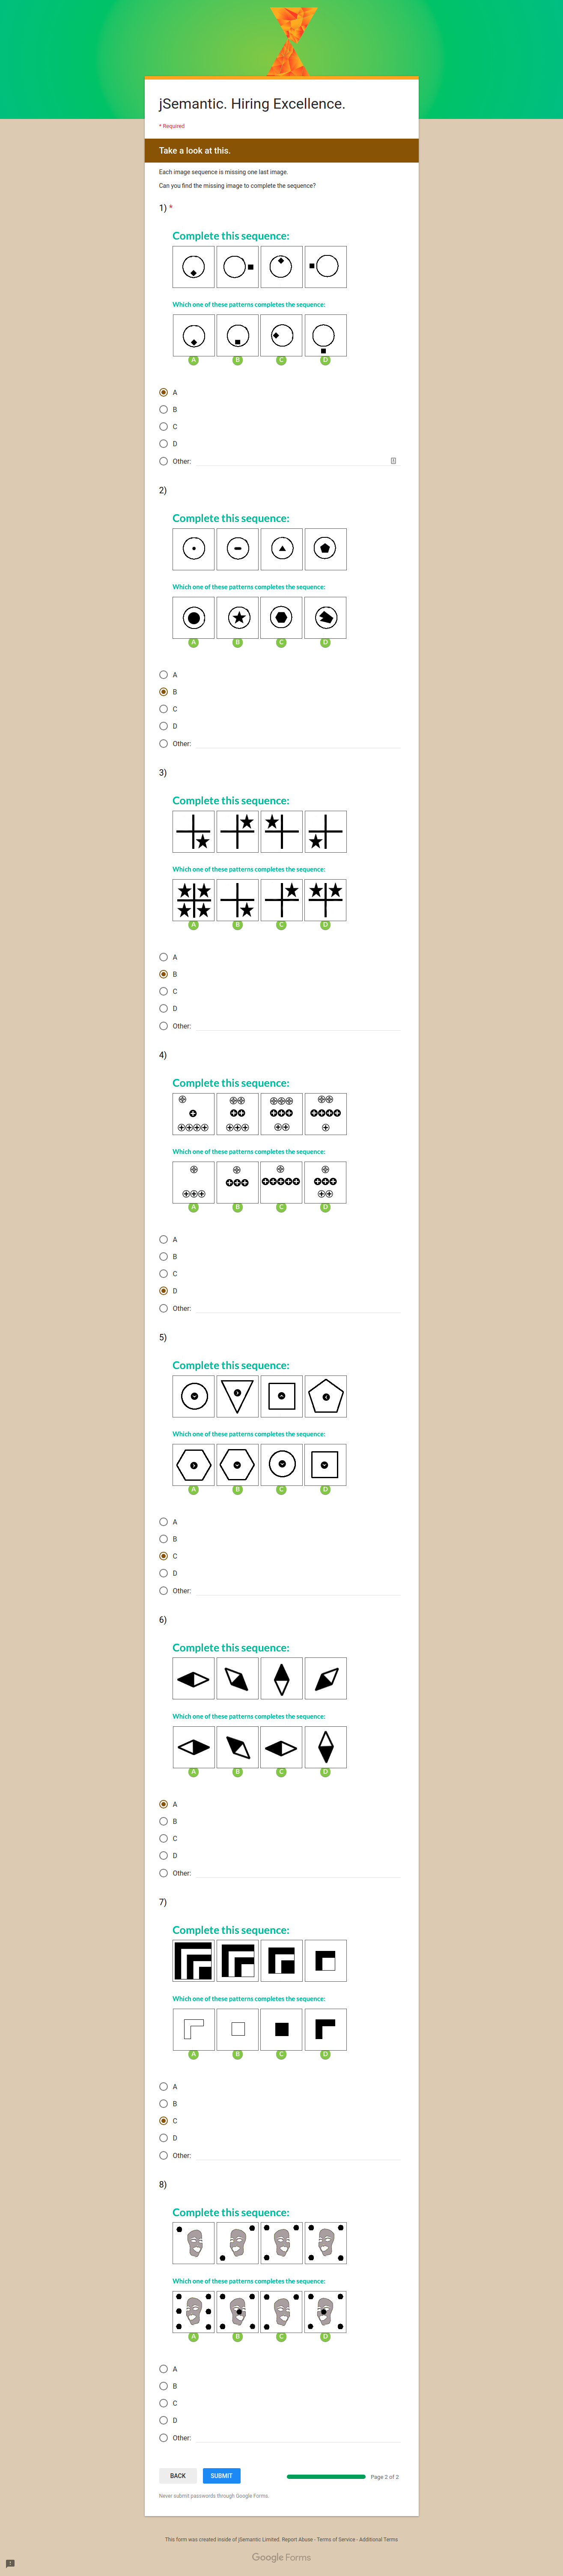 jSemantic. Hiring Excellence.
* Required
Take a look at this.
Each image sequence is missing one last image.
Can you find the missing image to complete the sequence?
1) *
Complete this sequence:
Which one of these patterns completes the sequence:
A B C D
A
B
C
D
Other:
2)
Complete this sequence:
Which one of these patterns completes the sequence:
A B C D
A
B
C
D
Other:
3)
Complete this sequence:
Which one of these patterns completes the sequence:
A B C D
A
B
C
D
Other:
4)
Complete this sequence:
Which one of these patterns completes the sequence:
A B C D
A
B
C
D
Other:
5)
Complete this sequence:
Which one of these patterns completes the sequence:
A B C D
A
B
C
D
Other:
6)
Complete this sequence:
Which one of these patterns completes the sequence:
A B C D
A
B
C
D
Other:
7)
Complete this sequence:
Which one of these patterns completes the sequence:
A B C D
A
B
C
D
Other:
8)
Complete this sequence:
Which one of these patterns completes the sequence:
A B C D
A
B
C
D
Other:
BACK SUBMIT Page 2 of 2
Never submit passwords through Google Forms.
This form was created inside of jSemantic Limited. Report Abuse - Terms of Service - Additional Terms
Google Forms